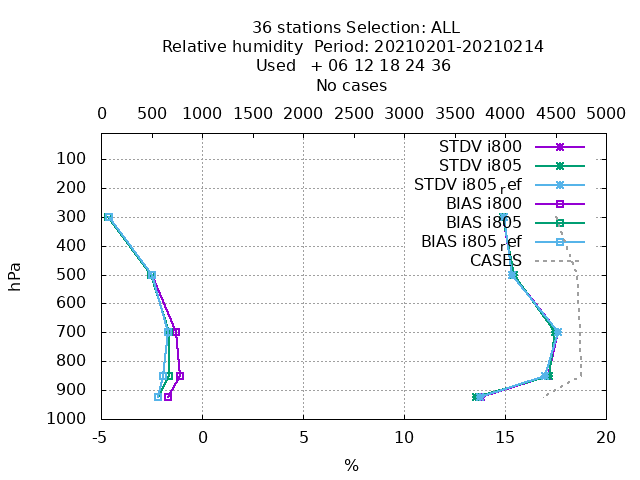 36 stations Selection: ALL
Relative humidity  Period: 20210201-20210214
Used   + 06 12 18 24 36
No cases
0 500 1000 1500 2000 2500 3000 3500 4000 4500 5000
STDV i800
STDV i805
STDV i805ref
BIAS i800
BIAS i805
BIAS i805ref
CASES
hPa
100
200
300
400
500
600
700
800
900
1000
-5 0 5 10 15 20
%